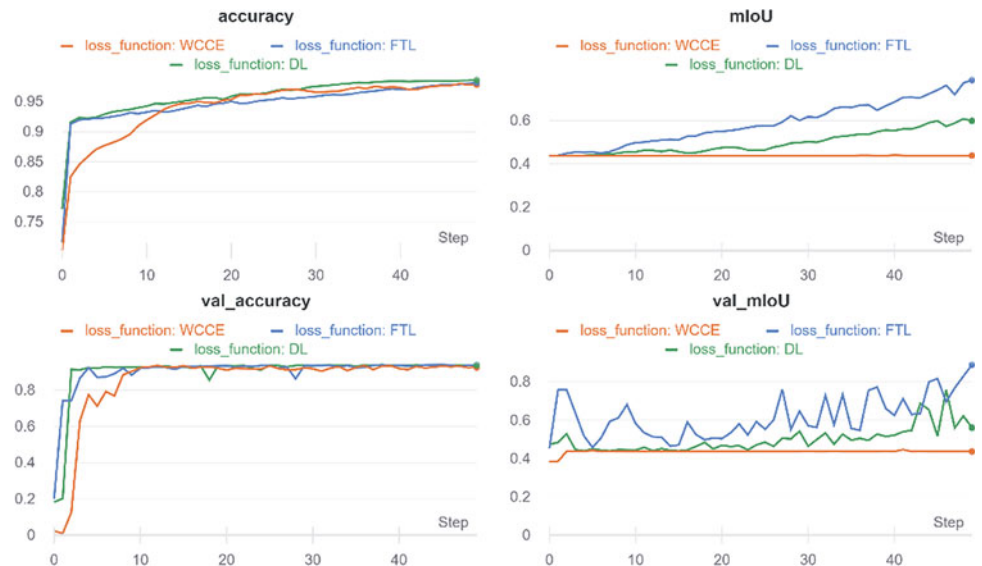 accuracy
loss_function: WCCE loss_function: FTL
loss_function: DL
0.95
0.9
0.85
0.8
0.75
Step
0 10 20 30 40
mIoU
loss_function: WCCE loss_function: FTL
loss_function: DL
0.6
0.4
0.2
0
Step
0 10 20 30 40
val_accuracy
loss_function: WCCE loss_function: FTL
loss_function: DL
0.8
0.6
0.4
0.2
0
Step
0 10 20 30 40
val_mIoU
loss_function: WCCE loss_function: FTL
loss_function: DL
0.8
0.6
0.4
0.2
0
Step
0 10 20 30 40